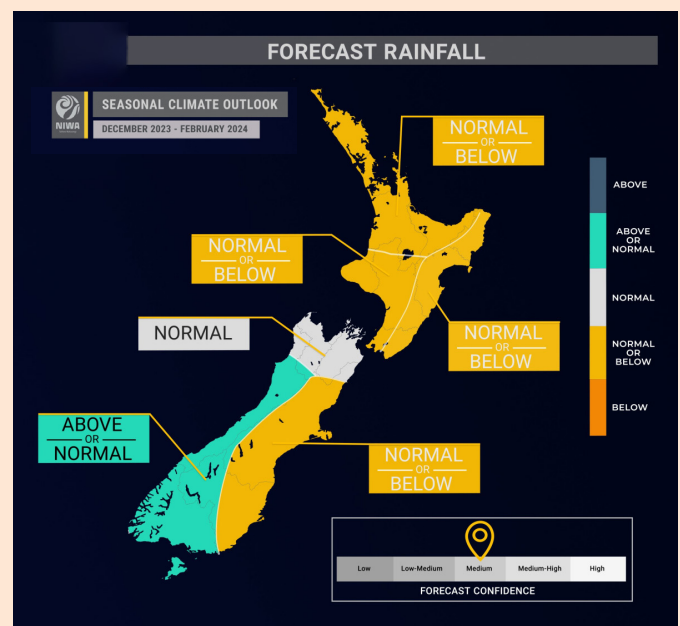 FORECAST RAINFALL
NIWA
SEASONAL CLIMATE OUTLOOK
DECEMBER 2023 - FEBRUARY 2024
NORMAL
OR
BELOW
NORMAL
OR
BELOW
NORMAL
NORMAL
OR
BELOW
ABOVE
OR
NORMAL
NORMAL
OR
BELOW
ABOVE
ABOVE
OR
NORMAL
NORMAL
NORMAL
OR
BELOW
BELOW
Low Low-Medium Medium Medium-High High
FORECAST CONFIDENCE